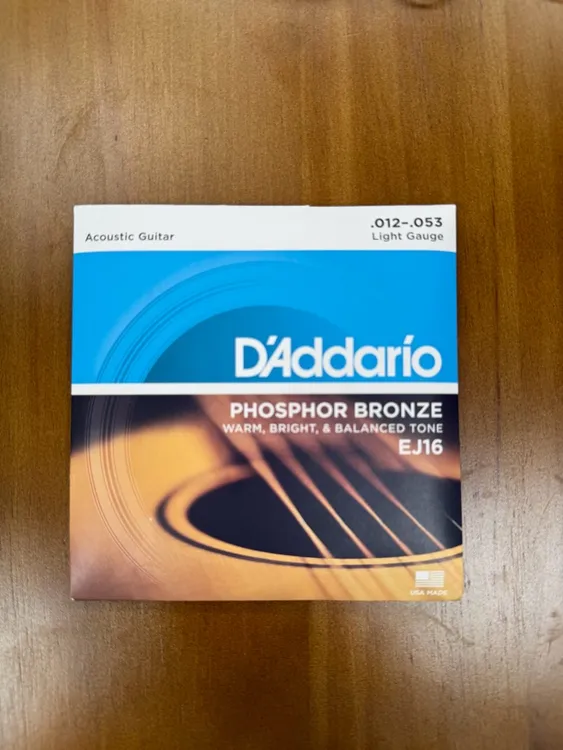 Acoustic Guitar
.012–.053
Light Gauge
D'Addario
PHOSPHOR BRONZE
WARM, BRIGHT, & BALANCED TONE
EJ16
USA MADE